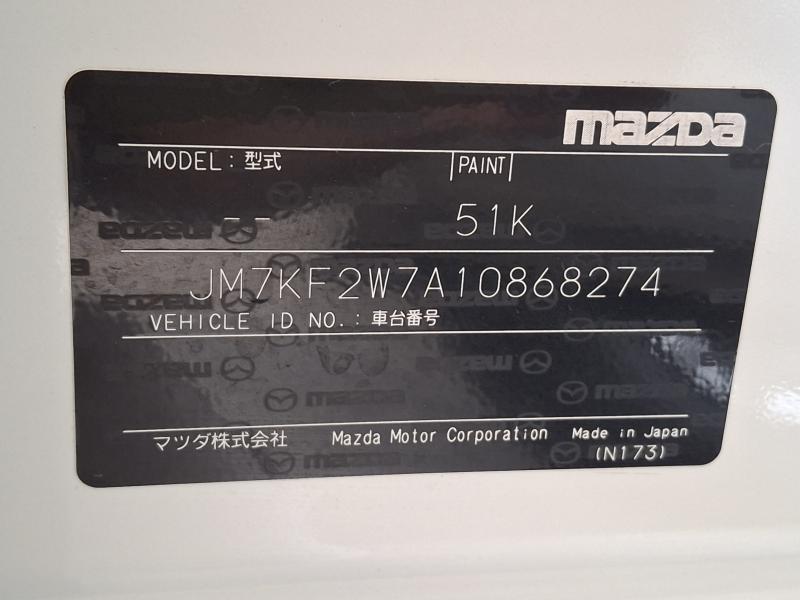 mazda
MODEL : 型式 |PAINT|
-- 51K
JM7KF2W7A10868274
VEHICLE ID NO. : 車台番号
マツダ株式会社 Mazda Motor Corporation Made in Japan
(N173)